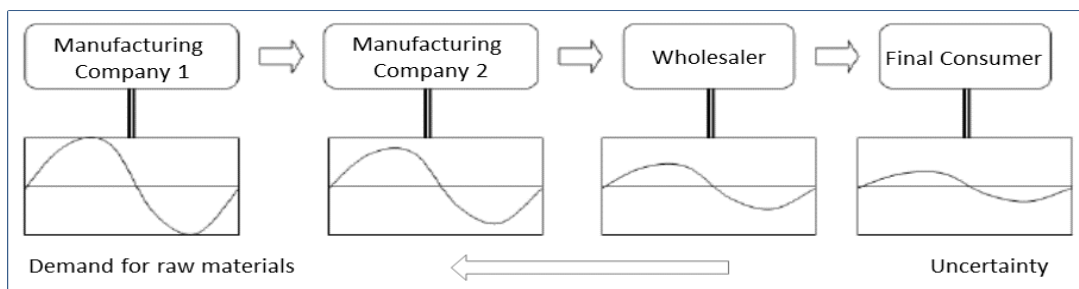 Manufacturing
Company 1
Manufacturing
Company 2
Wholesaler
Final Consumer
Demand for raw materials
Uncertainty